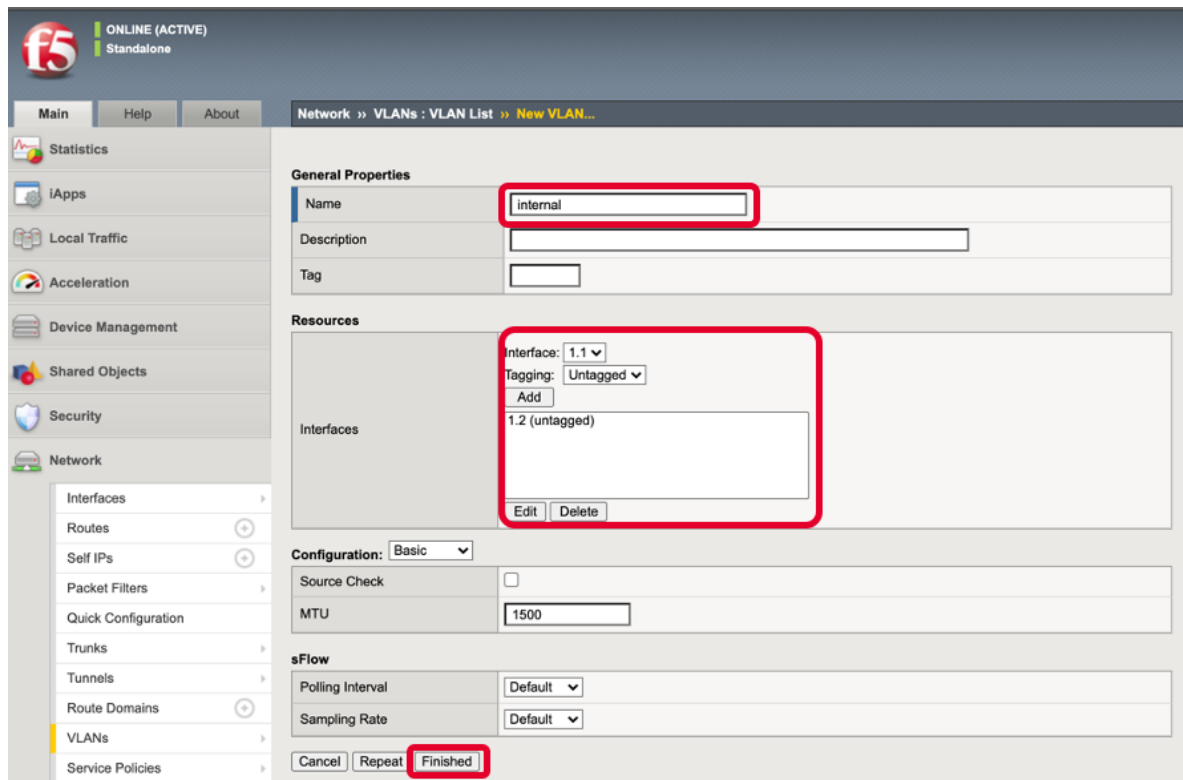 f5
ONLINE (ACTIVE)
Standalone
Main Help About
Network ›› VLANs : VLAN List ›› New VLAN...
Statistics
iApps
Local Traffic
Acceleration
Device Management
Shared Objects
Security
Network
Interfaces
Routes
Self IPs
Packet Filters
Quick Configuration
Trunks
Tunnels
Route Domains
VLANs
Service Policies
General Properties
Name internal
Description
Tag
Resources
Interfaces
Interface: 1.1
Tagging: Untagged
Add
1.2 (untagged)
Edit Delete
Configuration: Basic
Source Check
MTU 1500
sFlow
Polling Interval Default
Sampling Rate Default
Cancel Repeat Finished